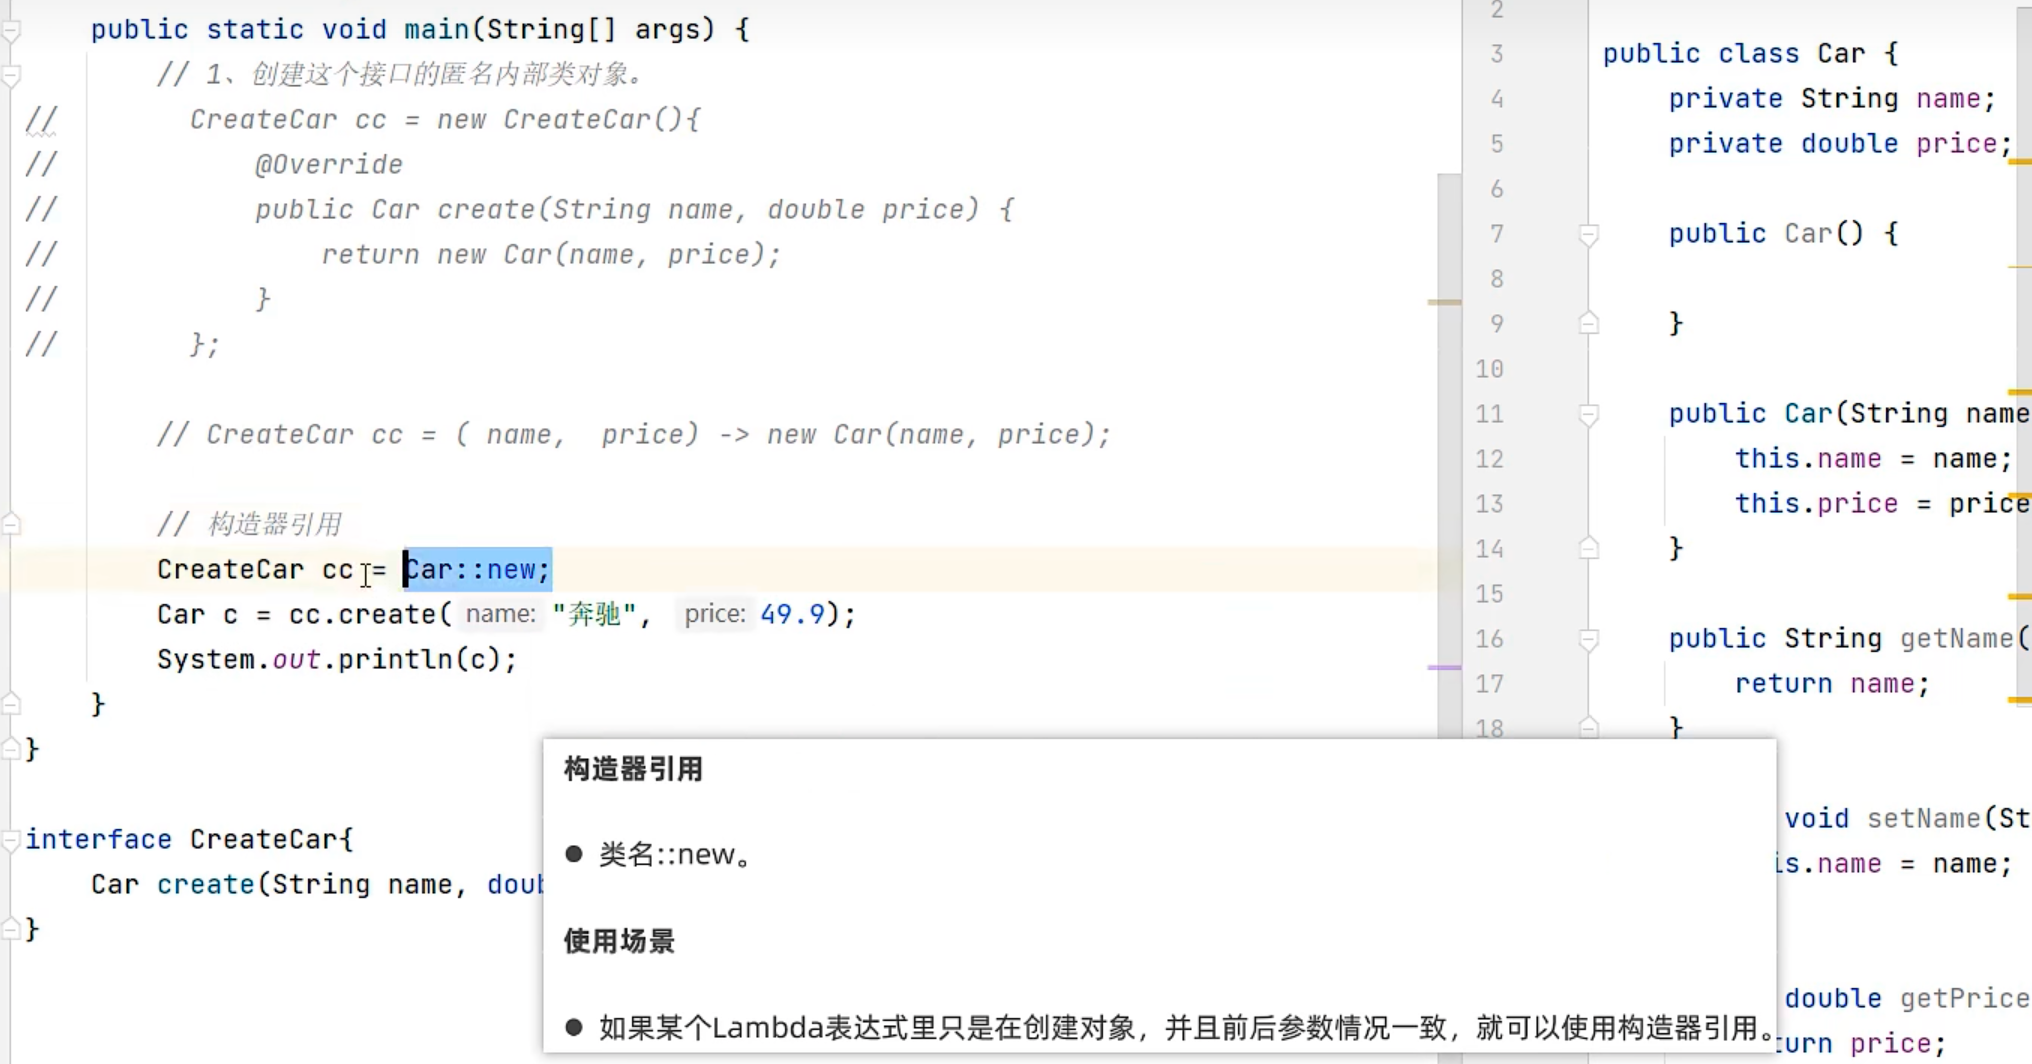 public static void main(String[] args) {
// 1、创建这个接口的匿名内部类对象。
// CreateCar cc = new CreateCar(){
// @Override
// public Car create(String name, double price) {
// return new Car(name, price);
// }
// };
// CreateCar cc = ( name,  price) -> new Car(name, price);
// 构造器引用
CreateCar cc = Car::new;
Car c = cc.create( name: "奔驰", price: 49.9);
System.out.println(c);
}
}
interface CreateCar{
Car create(String name, doub
}
2
3 public class Car {
4 private String name;
5 private double price;
6
7 public Car() {
8
9 }
10
11 public Car(String name
12 this.name = name;
13 this.price = price
14 }
15
16 public String getName(
17 return name;
18 }
void setName(St
is.name = name;
double getPrice
turn price;
构造器引用
● 类名::new。
使用场景
● 如果某个Lambda表达式里只是在创建对象，并且前后参数情况一致，就可以使用构造器引用。